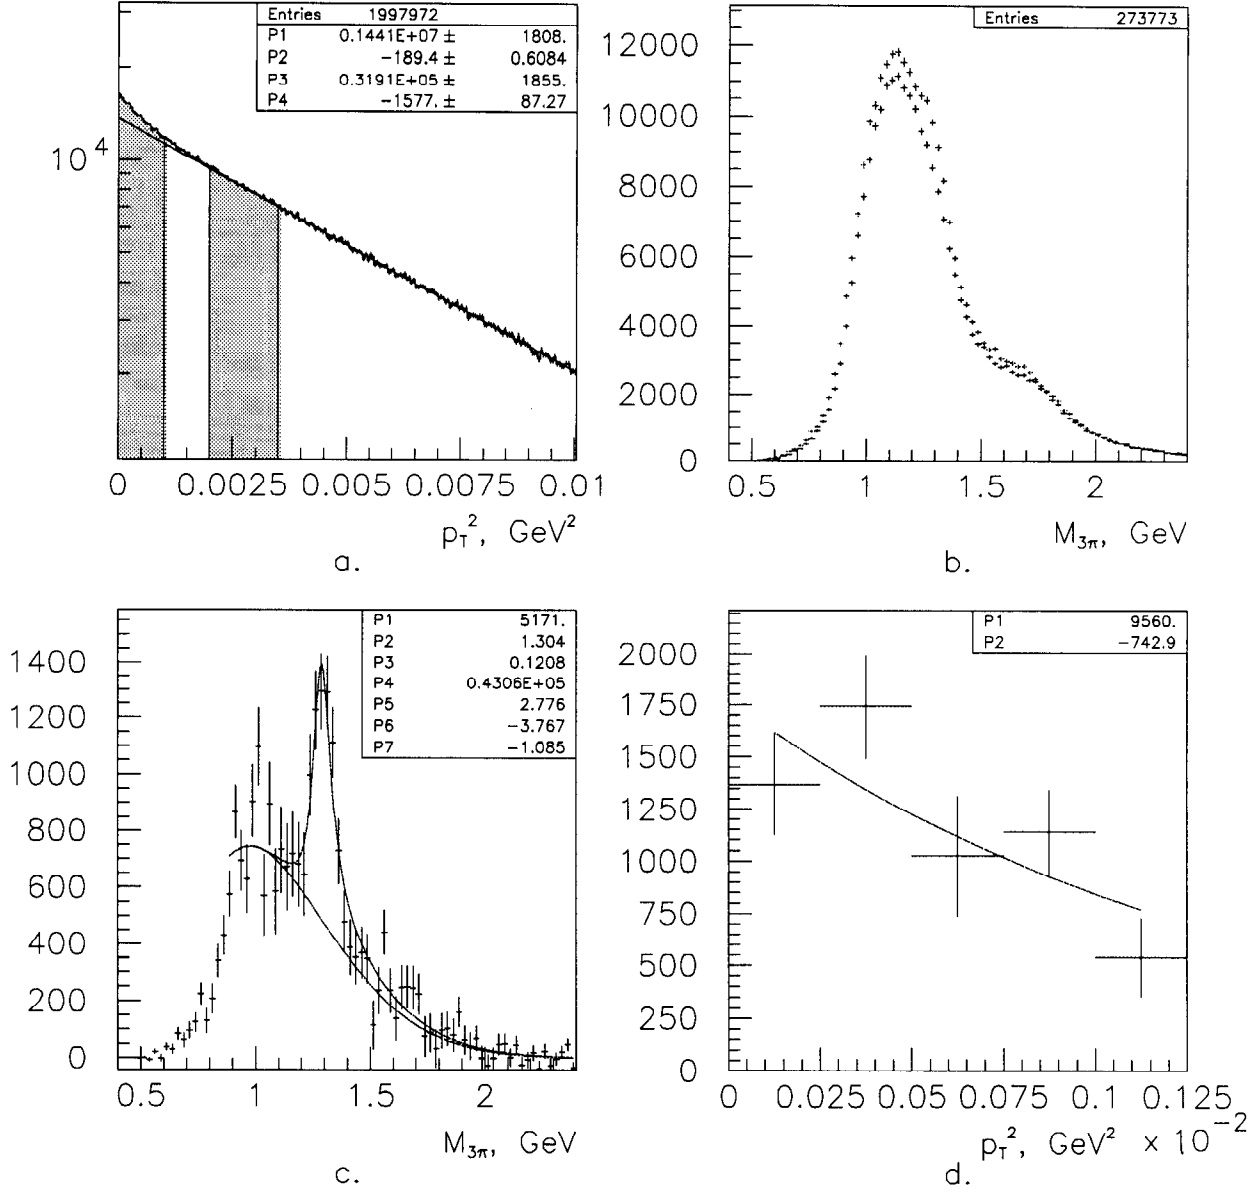 Entries 1997972
P1 0.1441E+07 ± 1808.
P2 −189.4 ± 0.6084
P3 0.3191E+05 ± 1855.
P4 −1577. ± 87.27
10^4
0 0.0025 0.005 0.0075 0.01
p_T^2, GeV^2
a.
Entries 273773
12000
10000
8000
6000
4000
2000
0
0.5 1 1.5 2
M_3π, GeV
b.
P1 5171.
P2 1.304
P3 0.1208
P4 0.4306E+05
P5 2.776
P6 −3.767
P7 −1.085
1400
1200
1000
800
600
400
200
0
0.5 1 1.5 2
M_3π, GeV
c.
P1 9560.
P2 −742.9
2000
1750
1500
1250
1000
750
500
250
0
0 0.025 0.05 0.075 0.1 0.125
p_T^2, GeV^2 × 10^−2
d.